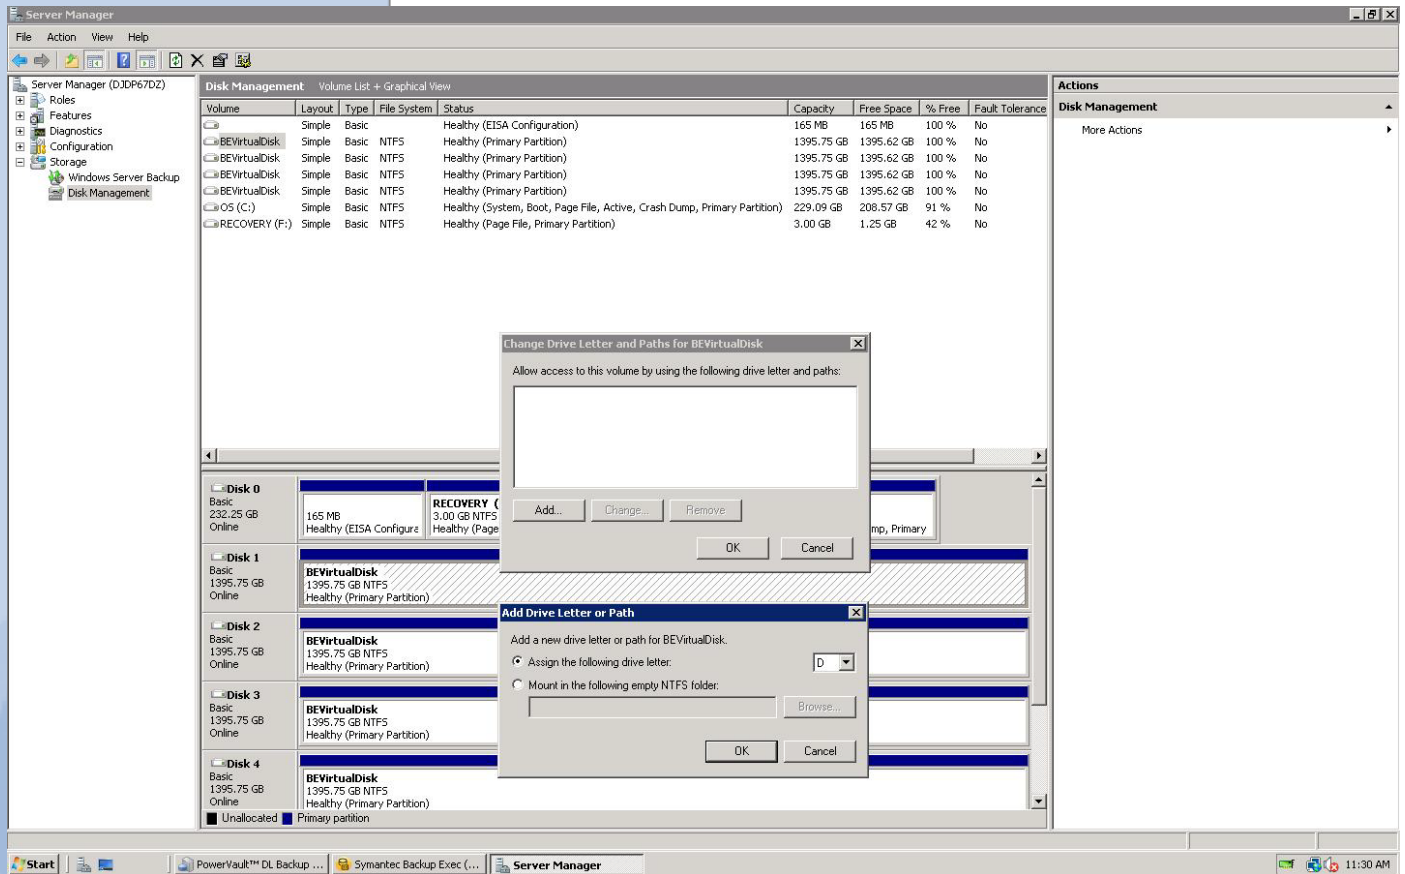 Server Manager
File Action View Help
Server Manager (DJDP67DZ)
Roles
Features
Diagnostics
Configuration
Storage
Windows Server Backup
Disk Management
Disk Management Volume List + Graphical View
Volume Layout Type File System Status Capacity Free Space % Free Fault Tolerance
Simple Basic Healthy (EISA Configuration) 165 MB 165 MB 100 % No
BEVirtualDisk Simple Basic NTFS Healthy (Primary Partition) 1395.75 GB 1395.62 GB 100 % No
BEVirtualDisk Simple Basic NTFS Healthy (Primary Partition) 1395.75 GB 1395.62 GB 100 % No
BEVirtualDisk Simple Basic NTFS Healthy (Primary Partition) 1395.75 GB 1395.62 GB 100 % No
BEVirtualDisk Simple Basic NTFS Healthy (Primary Partition) 1395.75 GB 1395.62 GB 100 % No
OS (C:) Simple Basic NTFS Healthy (System, Boot, Page File, Active, Crash Dump, Primary Partition) 229.09 GB 208.57 GB 91 % No
RECOVERY (F:) Simple Basic NTFS Healthy (Page File, Primary Partition) 3.00 GB 1.25 GB 42 % No
Actions
Disk Management
More Actions
Change Drive Letter and Paths for BEVirtualDisk
Allow access to this volume by using the following drive letter and paths:
Add... Change... Remove
OK Cancel
Disk 0
Basic
232.25 GB
Online
165 MB
Healthy (EISA Configura
RECOVERY (
3.00 GB NTFS
Healthy (Page
mp, Primary
Disk 1
Basic
1395.75 GB
Online
BEVirtualDisk
1395.75 GB NTFS
Healthy (Primary Partition)
Add Drive Letter or Path
Add a new drive letter or path for BEVirtualDisk.
Assign the following drive letter: D
Mount in the following empty NTFS folder:
Browse...
OK Cancel
Disk 2
Basic
1395.75 GB
Online
BEVirtualDisk
1395.75 GB NTFS
Healthy (Primary Partition)
Disk 3
Basic
1395.75 GB
Online
BEVirtualDisk
1395.75 GB NTFS
Healthy (Primary Partition)
Disk 4
Basic
1395.75 GB
Online
BEVirtualDisk
1395.75 GB NTFS
Healthy (Primary Partition)
Unallocated Primary partition
Start PowerVault™ DL Backup ... Symantec Backup Exec (... Server Manager 11:30 AM